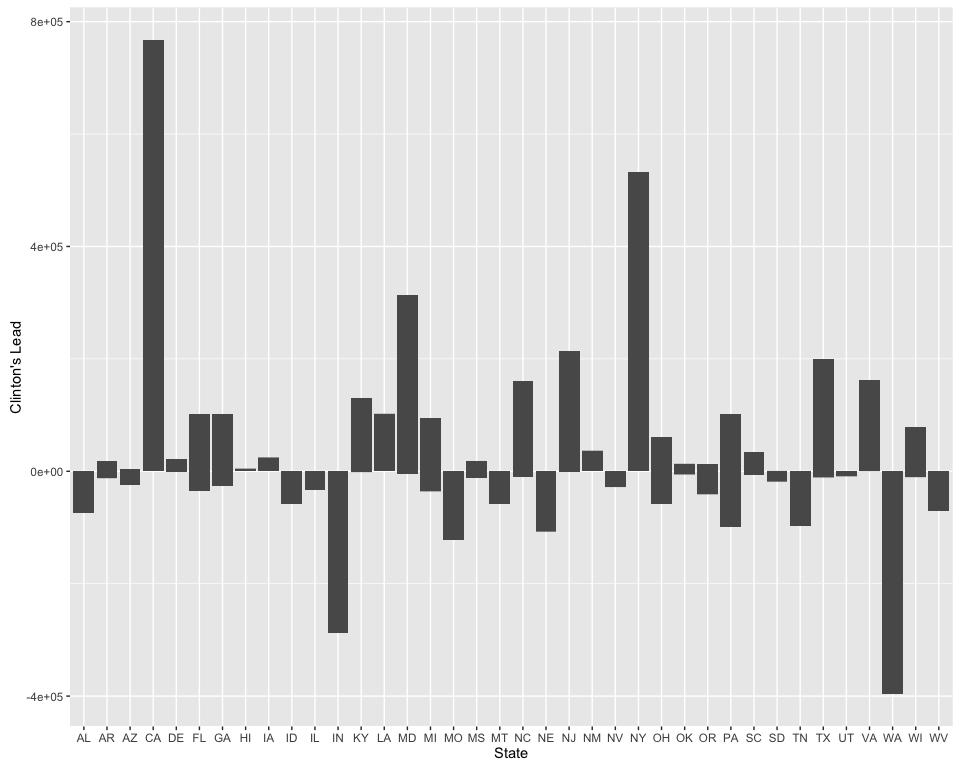 8e+05
4e+05
0e+00
-4e+05
Clinton's Lead
AL AR AZ CA DE FL GA HI IA ID IL IN KY LA MD MI MO MS MT NC NE NJ NM NV NY OH OK OR PA SC SD TN TX UT VA WA WI WV
State